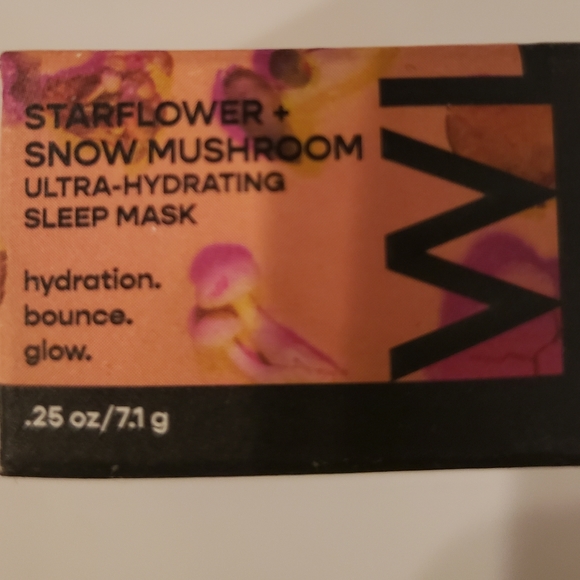 STARFLOWER +
SNOW MUSHROOM
ULTRA-HYDRATING
SLEEP MASK
hydration.
bounce.
glow.
.25 oz/7.1 g